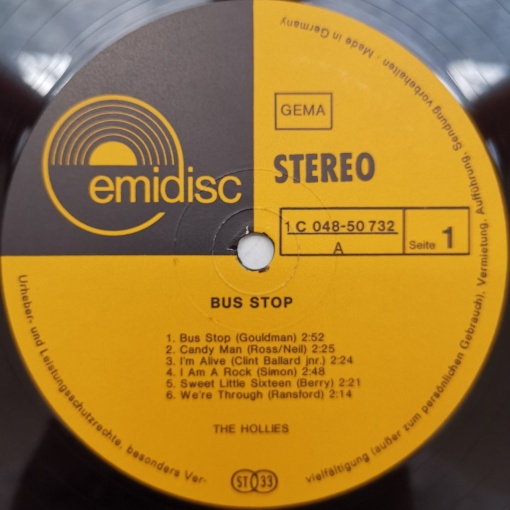 emidisc
GEMA
STEREO
1 C 048-50 732
A
Seite 1
BUS STOP
1. Bus Stop (Gouldman) 2:52
2. Candy Man (Ross/Neil) 2:25
3. I'm Alive (Clint Ballard jnr.) 2:24
4. I Am A Rock (Simon) 2:48
5. Sweet Little Sixteen (Berry) 2:21
6. We're Through (Ransford) 2:14
THE HOLLIES
ST 33
Urheber- und Leistungsschutzrechte, besonders Ver-
vielfältigung (außer zum persönlichen Gebrauch), Vermietung, Aufführung, Sendung vorbehalten · Made in Germany